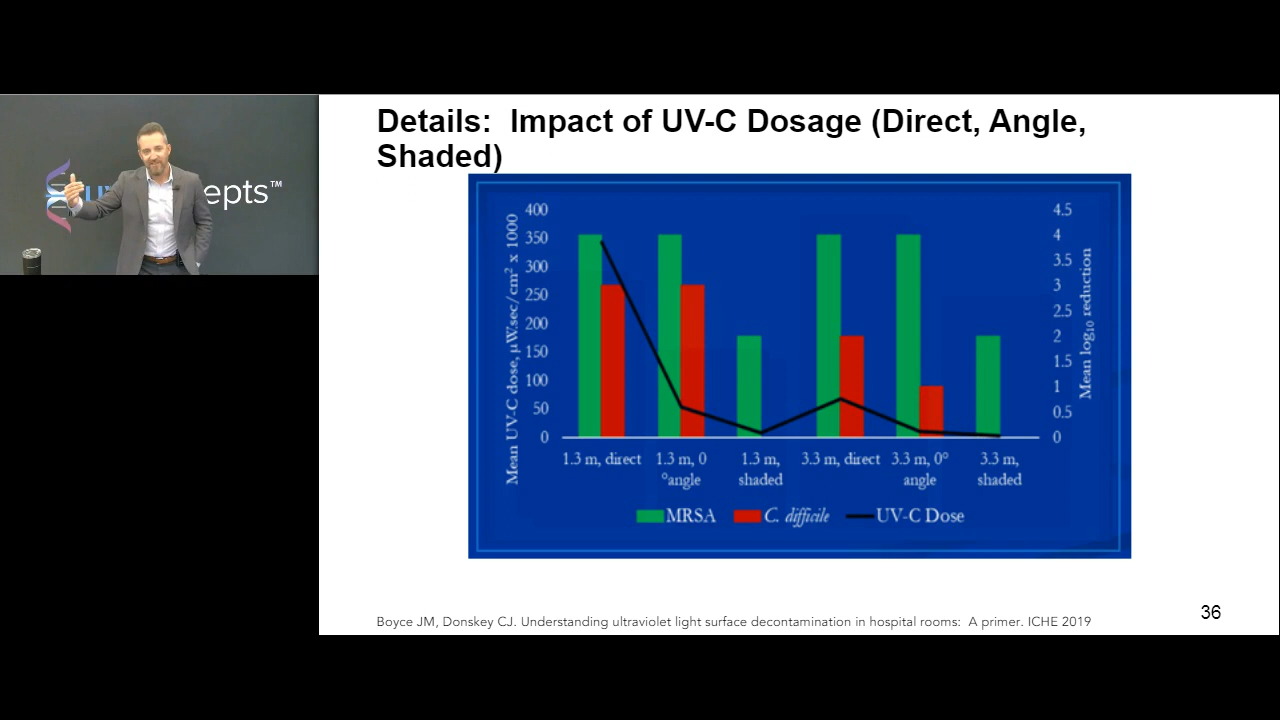 epts™
Details:  Impact of UV-C Dosage (Direct, Angle,
Shaded)
Mean UV-C dose, µW.sec/cm² x 1000
400
350
300
250
200
150
100
50
0
4.5
4
3.5
3
2.5
2
1.5
1
0.5
0
Mean log₁₀ reduction
1.3 m, direct
1.3 m, 0
°angle
1.3 m,
shaded
3.3 m, direct
3.3 m, 0°
angle
3.3 m,
shaded
MRSA
C. difficile
UV-C Dose
Boyce JM, Donskey CJ. Understanding ultraviolet light surface decontamination in hospital rooms:  A primer. ICHE 2019
36